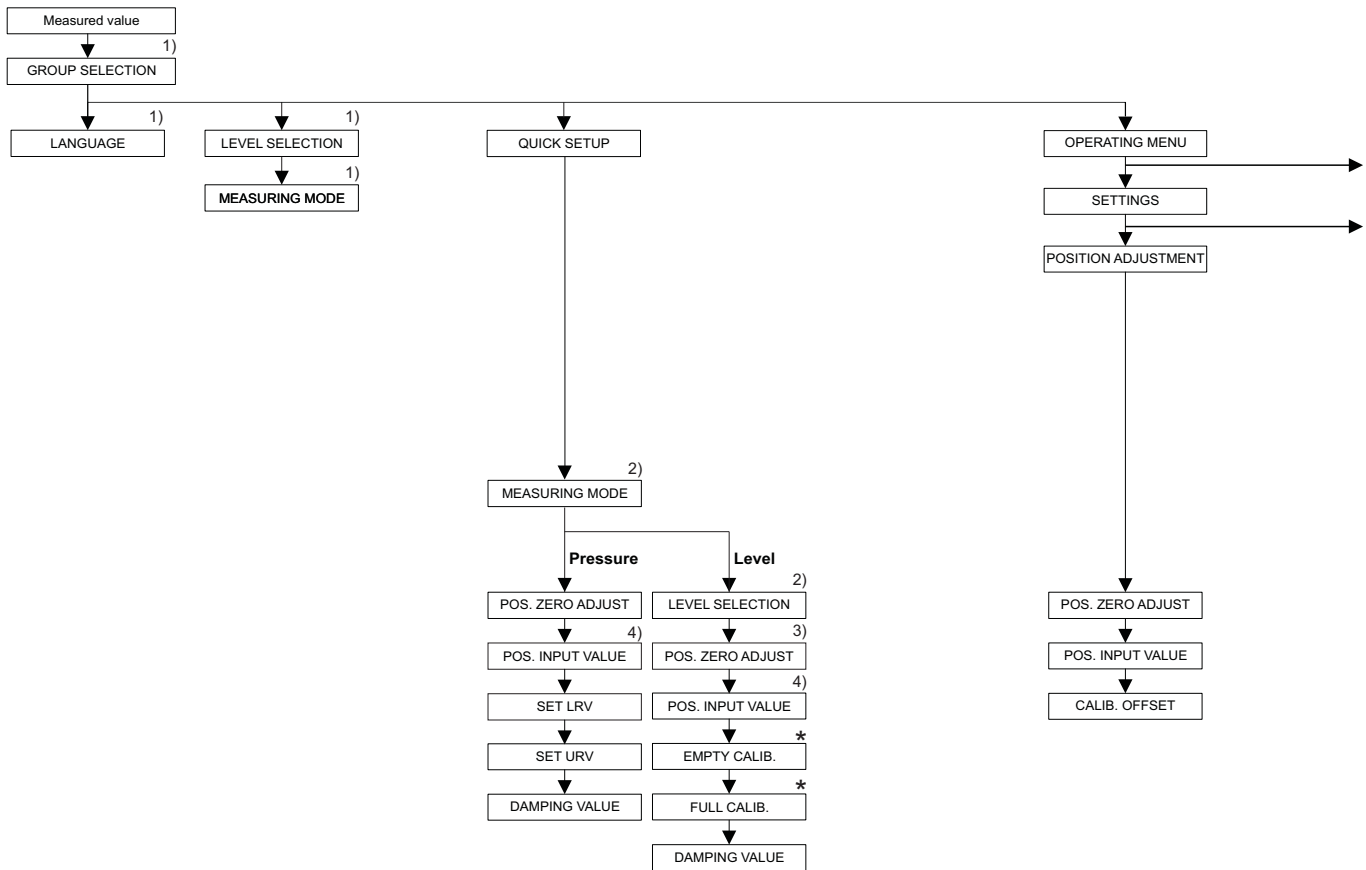 Measured value
1)
GROUP SELECTION
1)
LANGUAGE
1)
LEVEL SELECTION
QUICK SETUP
OPERATING MENU
1)
MEASURING MODE
SETTINGS
POSITION ADJUSTMENT
2)
MEASURING MODE
Pressure
Level
2)
POS. ZERO ADJUST
LEVEL SELECTION
POS. ZERO ADJUST
4)
3)
POS. INPUT VALUE
POS. ZERO ADJUST
POS. INPUT VALUE
4)
SET LRV
POS. INPUT VALUE
CALIB. OFFSET
*
SET URV
EMPTY CALIB.
*
DAMPING VALUE
FULL CALIB.
DAMPING VALUE